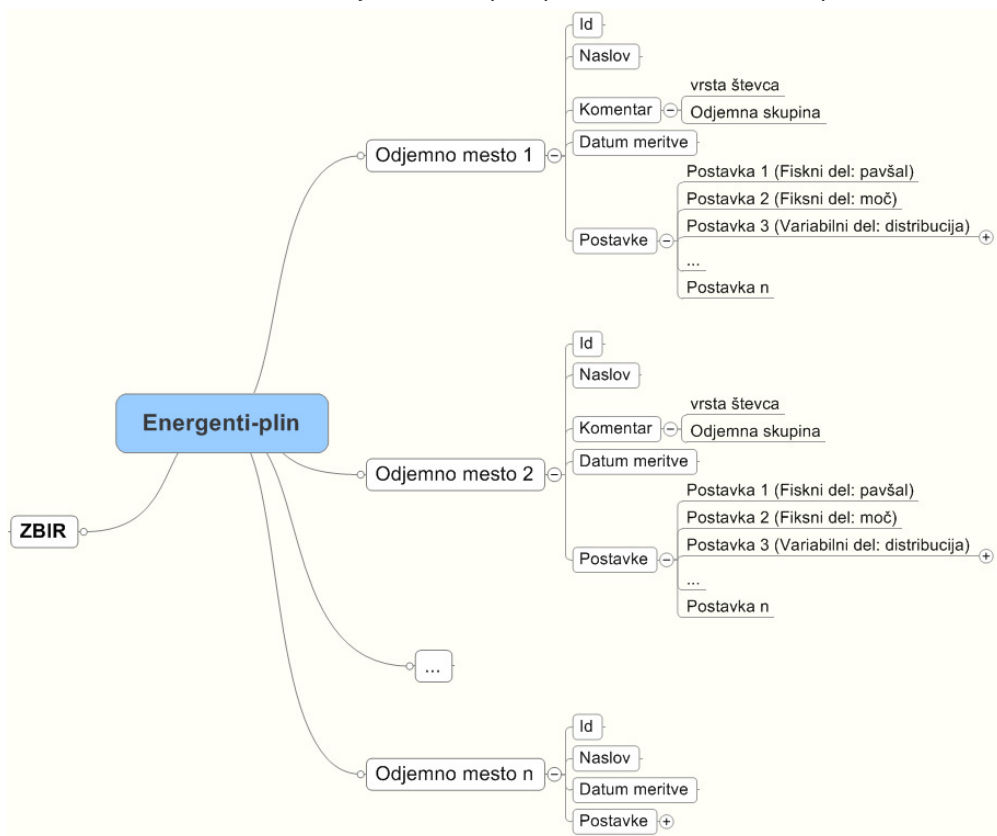 Id
Naslov
vrsta števca
Komentar
Odjemna skupina
Odjemno mesto 1
Datum meritve
Postavka 1 (Fiskni del: pavšal)
Postavka 2 (Fiksni del: moč)
Postavka 3 (Variabilni del: distribucija)
Postavke
...
Postavka n
Id
Naslov
vrsta števca
Energenti-plin
Komentar
Odjemna skupina
Datum meritve
Odjemno mesto 2
Postavka 1 (Fiskni del: pavšal)
Postavka 2 (Fiksni del: moč)
ZBIR
Postavka 3 (Variabilni del: distribucija)
Postavke
...
Postavka n
...
Id
Naslov
Odjemno mesto n
Datum meritve
Postavke